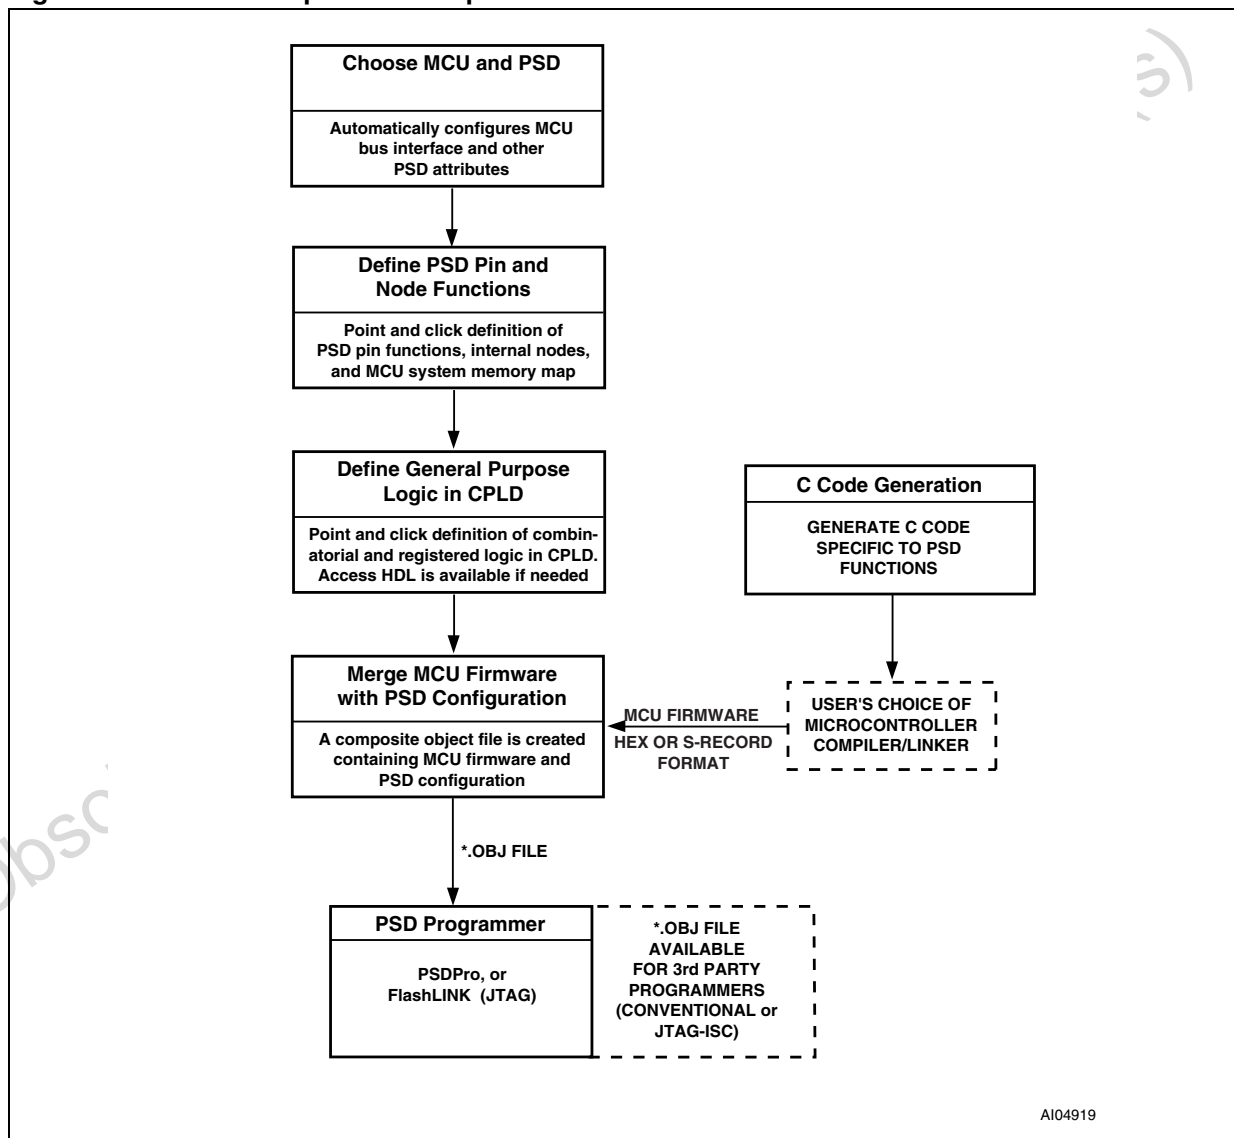 Choose MCU and PSD
Automatically configures MCU
bus interface and other
PSD attributes
Define PSD Pin and
Node Functions
Point and click definition of
PSD pin functions, internal nodes,
and MCU system memory map
Define General Purpose
Logic in CPLD
Point and click definition of combin-
atorial and registered logic in CPLD.
Access HDL is available if needed
C Code Generation
GENERATE C CODE
SPECIFIC TO PSD
FUNCTIONS
Merge MCU Firmware
with PSD Configuration
A composite object file is created
containing MCU firmware and
PSD configuration
MCU FIRMWARE
HEX OR S-RECORD
FORMAT
USER'S CHOICE OF
MICROCONTROLLER
COMPILER/LINKER
*.OBJ FILE
PSD Programmer
PSDPro, or
FlashLINK (JTAG)
*.OBJ FILE
AVAILABLE
FOR 3rd PARTY
PROGRAMMERS
(CONVENTIONAL or
JTAG-ISC)
AI04919